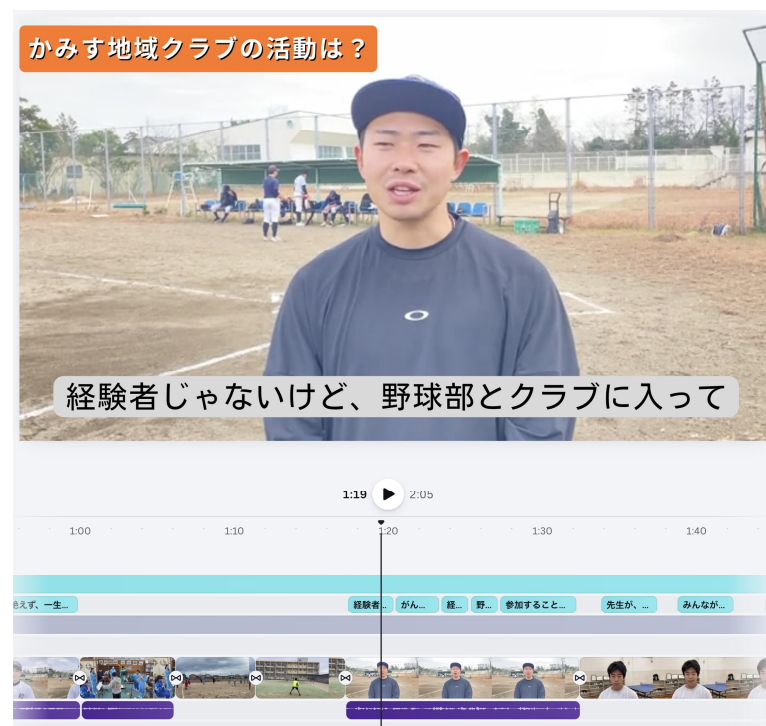 かみす地域クラブの活動は？
経験者じゃないけど、野球部とクラブに入って
1:19 2:05
1:00 1:10 1:20 1:30 1:40
えず、一生... 経験者... がん... 経... 野... 参加すること... 先生が、... みんなが...